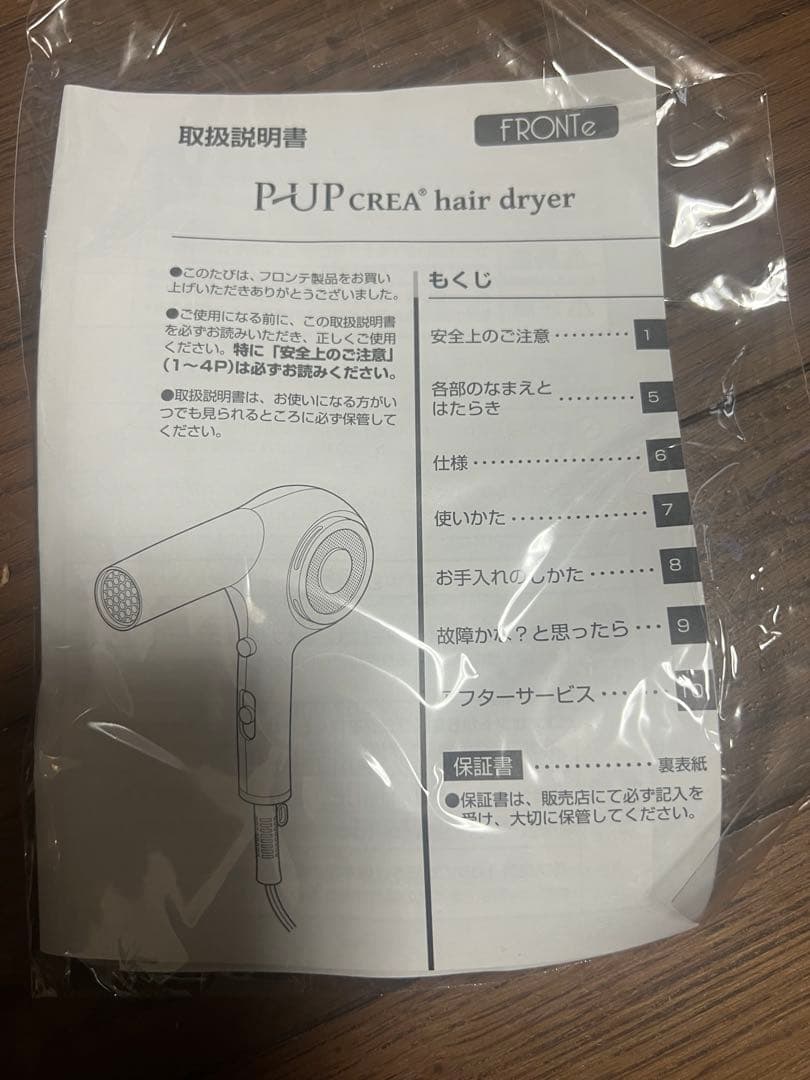 取扱説明書
FRONTe
P-UP CREA® hair dryer
●このたびは、フロンテ製品をお買い
上げいただきありがとうございました。
●ご使用になる前に、この取扱説明書
を必ずお読みいただき、正しくご使用
ください。特に「安全上のご注意」
(1〜4P)は必ずお読みください。
●取扱説明書は、お使いになる方がい
つでも見られるところに必ず保管して
ください。
もくじ
安全上のご注意 ········· 1
各部のなまえと
はたらき ········· 5
仕様 ··················· 6
使いかた ··············· 7
お手入れのしかた ······· 8
故障かな？と思ったら ··· 9
アフターサービス ······· 10
保証書 ············ 裏表紙
●保証書は、販売店にて必ず記入を
受け、大切に保管してください。